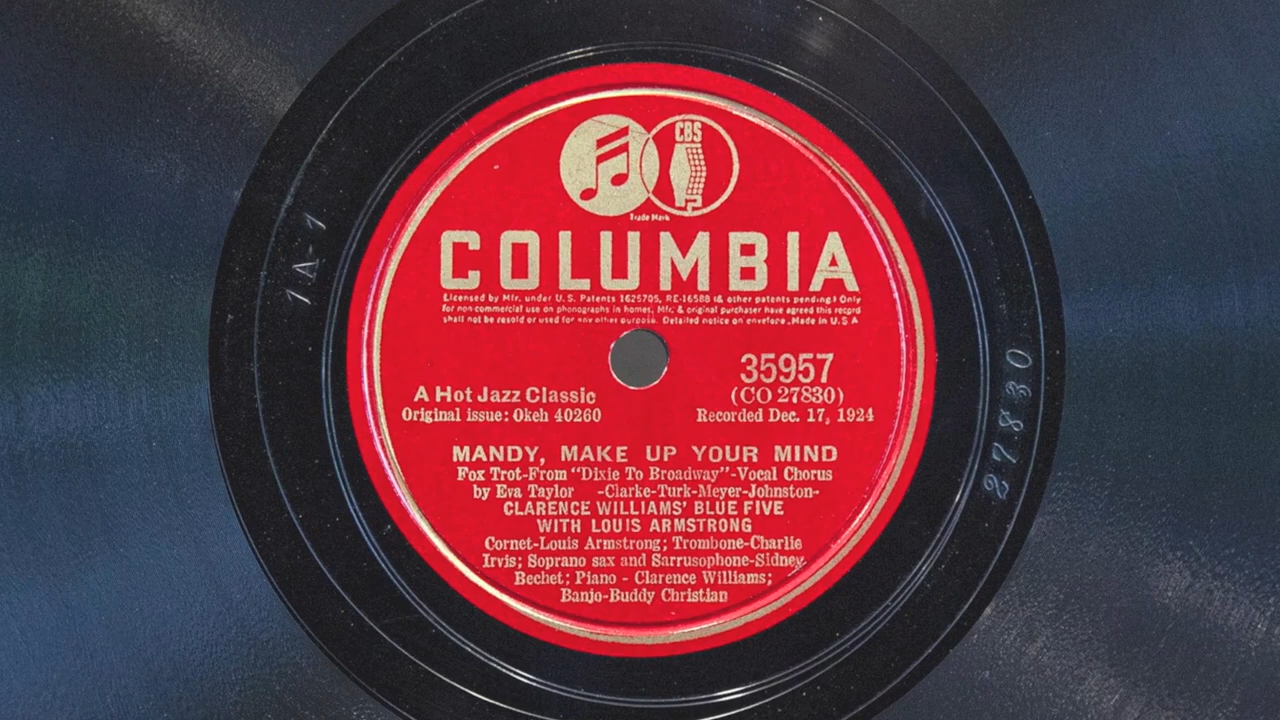 CBS
Trade Mark
COLUMBIA
Licensed by Mfr. under U.S. Patents 1625705, RE-16588 (& other patents pending) Only
for non-commercial use on phonographs in homes. Mfr. & original purchaser have agreed this record
shall not be resold or used for any other purpose. Detailed notice on envelope. Made in U S A
1A-1
35957
A Hot Jazz Classic (CO 27830)
Original issue: Okeh 40260 Recorded Dec. 17, 1924
27830
MANDY, MAKE UP YOUR MIND
Fox Trot-From "Dixie To Broadway"-Vocal Chorus
by Eva Taylor -Clarke-Turk-Meyer-Johnston-
CLARENCE WILLIAMS' BLUE FIVE
WITH LOUIS ARMSTRONG
Cornet-Louis Armstrong; Trombone-Charlie
Irvis; Soprano sax and Sarrusophone-Sidney
Bechet; Piano - Clarence Williams;
Banjo-Buddy Christian